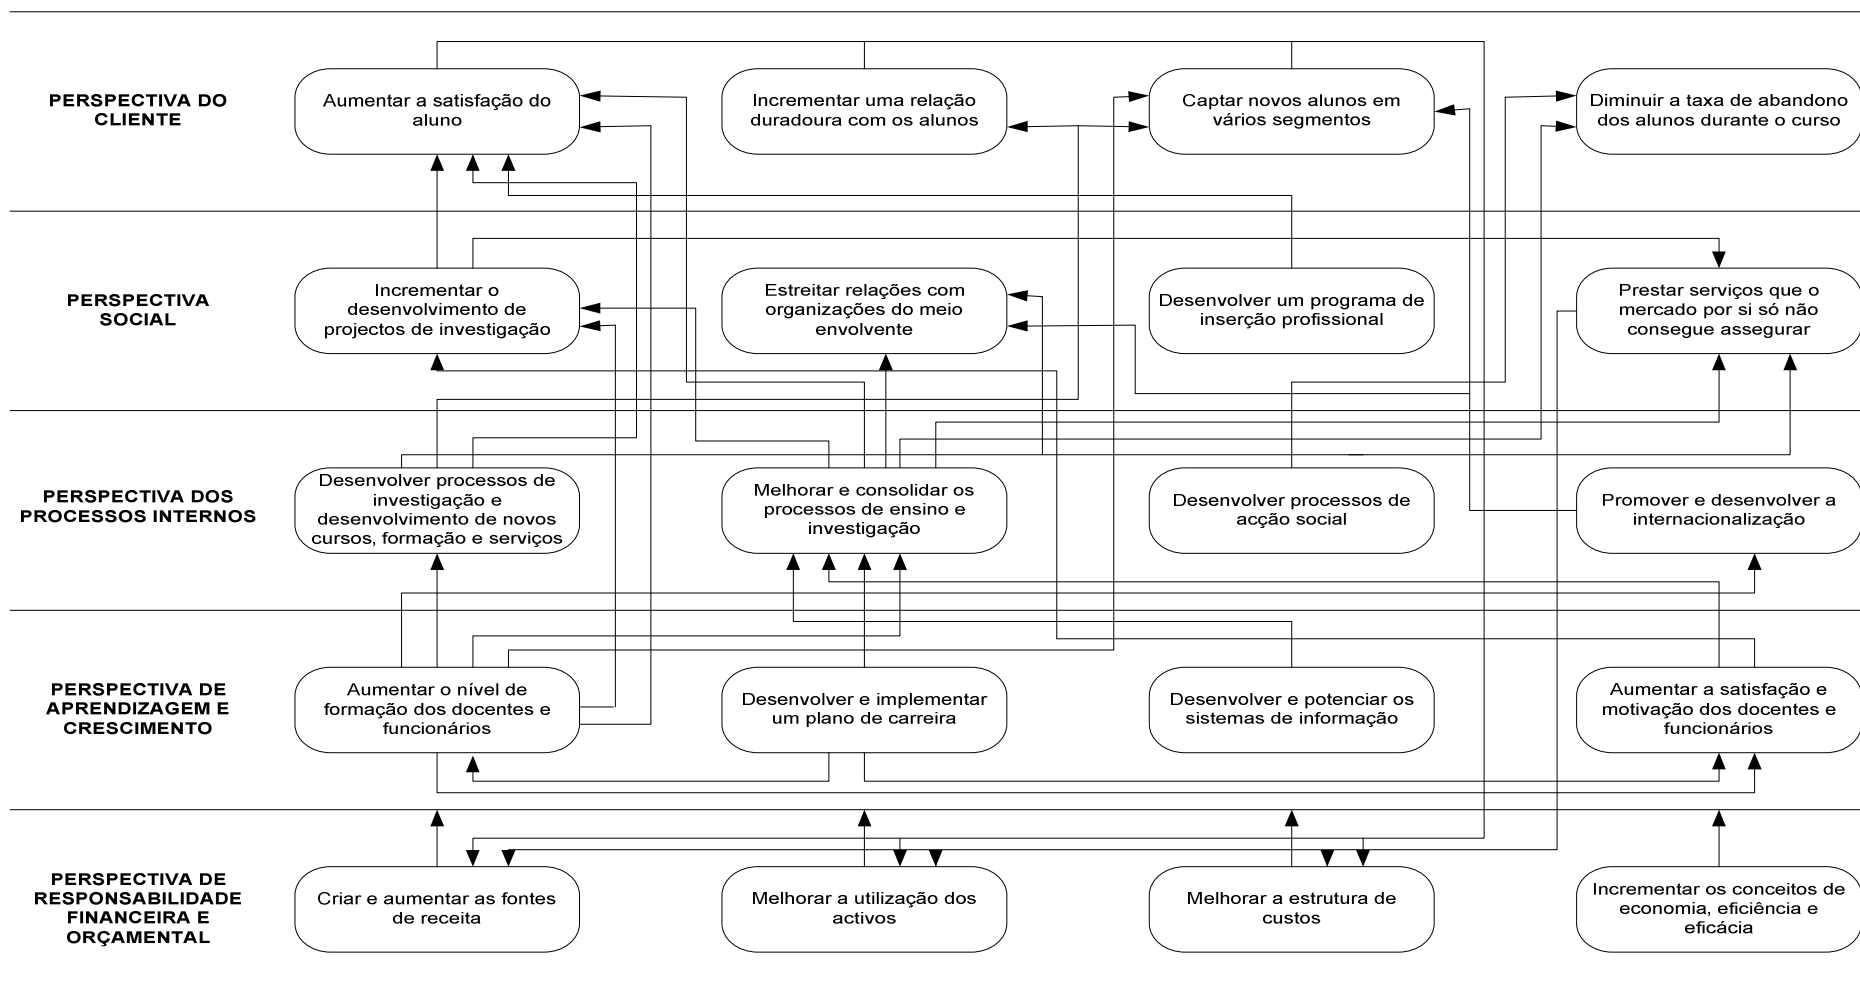 PERSPECTIVA DO
CLIENTE
Aumentar a satisfação do
aluno
Incrementar uma relação
duradoura com os alunos
Captar novos alunos em
vários segmentos
Diminuir a taxa de abandono
dos alunos durante o curso
PERSPECTIVA
SOCIAL
Incrementar o
desenvolvimento de
projectos de investigação
Estreitar relações com
organizações do meio
envolvente
Desenvolver um programa de
inserção profissional
Prestar serviços que o
mercado por si só não
consegue assegurar
PERSPECTIVA DOS
PROCESSOS INTERNOS
Desenvolver processos de
investigação e
desenvolvimento de novos
cursos, formação e serviços
Melhorar e consolidar os
processos de ensino e
investigação
Desenvolver processos de
acção social
Promover e desenvolver a
internacionalização
PERSPECTIVA DE
APRENDIZAGEM E
CRESCIMENTO
Aumentar o nível de
formação dos docentes e
funcionários
Desenvolver e implementar
um plano de carreira
Desenvolver e potenciar os
sistemas de informação
Aumentar a satisfação e
motivação dos docentes e
funcionários
PERSPECTIVA DE
RESPONSABILIDADE
FINANCEIRA E
ORÇAMENTAL
Criar e aumentar as fontes
de receita
Melhorar a utilização dos
activos
Melhorar a estrutura de
custos
Incrementar os conceitos de
economia, eficiência e
eficácia